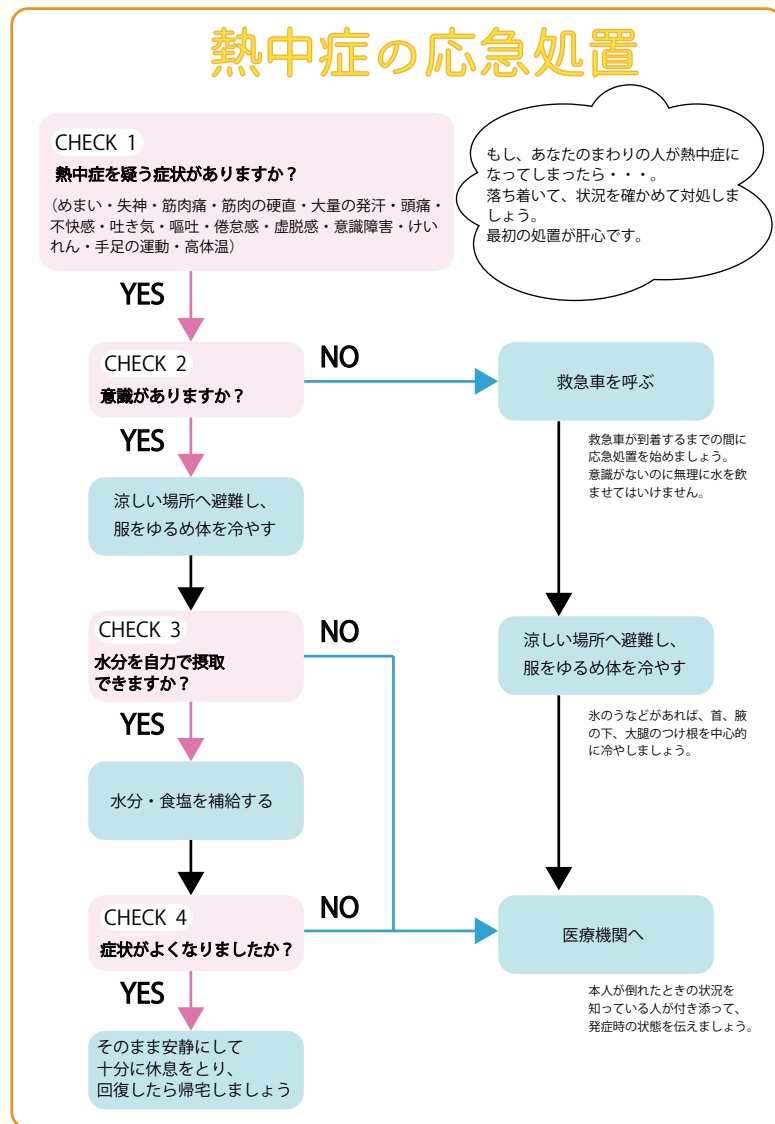 熱中症の応急処置
CHECK 1
熱中症を疑う症状がありますか？
（めまい・失神・筋肉痛・筋肉の硬直・大量の発汗・頭痛・
不快感・吐き気・嘔吐・倦怠感・虚脱感・意識障害・けい
れん・手足の運動・高体温）
もし、あなたのまわりの人が熱中症に
なってしまったら・・・。
落ち着いて、状況を確かめて対処しま
しょう。
最初の処置が肝心です。
YES
CHECK 2
意識がありますか？
NO
救急車を呼ぶ
救急車が到着するまでの間に
応急処置を始めましょう。
意識がないのに無理に水を飲
ませてはいけません。
YES
涼しい場所へ避難し、
服をゆるめ体を冷やす
CHECK 3
水分を自力で摂取
できますか？
NO
涼しい場所へ避難し、
服をゆるめ体を冷やす
氷のうなどがあれば、首、腋
の下、大腿のつけ根を中心的
に冷やしましょう。
YES
水分・食塩を補給する
CHECK 4
症状がよくなりましたか？
NO
医療機関へ
本人が倒れたときの状況を
知っている人が付き添って、
発症時の状態を伝えましょう。
YES
そのまま安静にして
十分に休息をとり、
回復したら帰宅しましょう